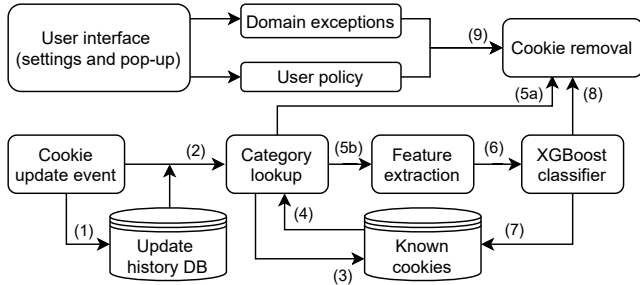 User interface
(settings and pop-up)
Domain exceptions
User policy
(9)
Cookie removal
(5a)
(8)
Cookie
update event
(2)
Category
lookup
(5b)
Feature
extraction
(6)
XGBoost
classifier
(1)
Update
history DB
(4)
(3)
Known
cookies
(7)